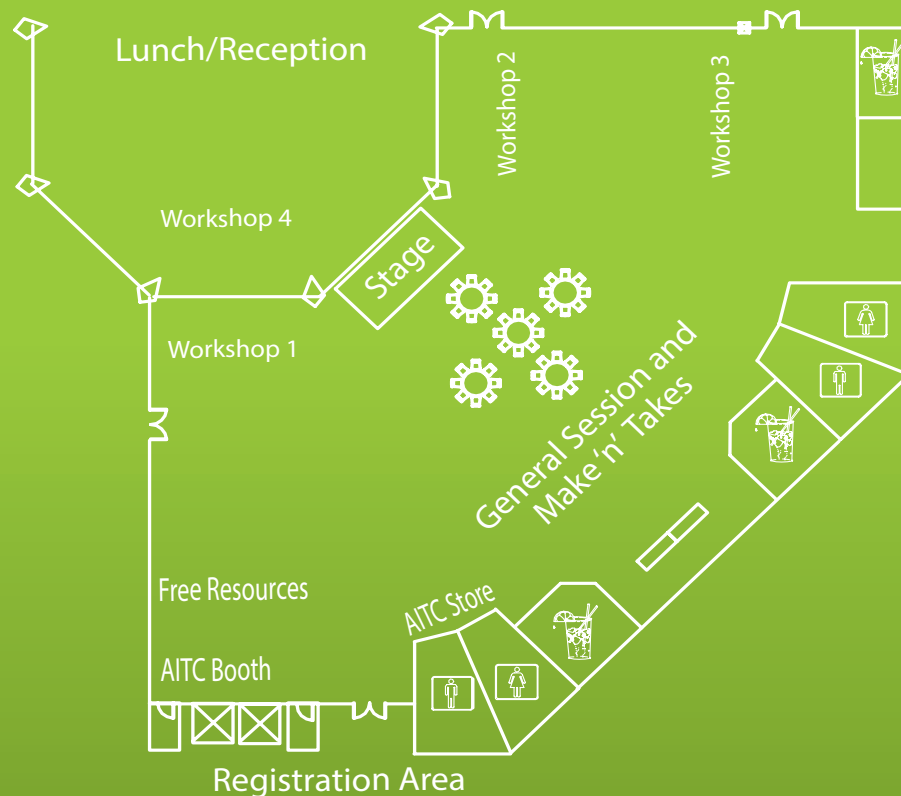 Lunch/Reception
Workshop 2
Workshop 3
Workshop 4
Stage
Workshop 1
General Session and
Make 'n' Takes
Free Resources
AITC Store
AITC Booth
Registration Area